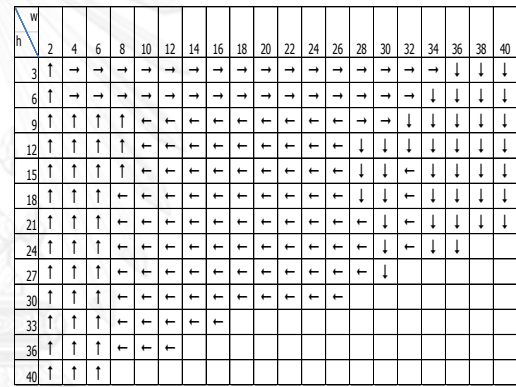 w
h 2 4 6 8 10 12 14 16 18 20 22 24 26 28 30 32 34 36 38 40
3 ↑ → → → → → → → → → → → → → → → → ↓ ↓ ↓
6 ↑ → → → → → → → → → → → → → → → ↓ ↓ ↓ ↓
9 ↑ ↑ ↑ ↑ ← ← ← ← ← ← ← ← ← → → ↓ ↓ ↓ ↓ ↓
12 ↑ ↑ ↑ ↑ ← ← ← ← ← ← ← ← ← ↓ ↓ ↓ ↓ ↓ ↓ ↓
15 ↑ ↑ ↑ ↑ ← ← ← ← ← ← ← ← ← ↓ ↓ ← ↓ ↓ ↓ ↓
18 ↑ ↑ ↑ ← ← ← ← ← ← ← ← ← ← ↓ ↓ ← ↓ ↓ ↓ ↓
21 ↑ ↑ ↑ ← ← ← ← ← ← ← ← ← ← ← ↓ ← ↓ ↓ ↓ ↓
24 ↑ ↑ ↑ ← ← ← ← ← ← ← ← ← ← ← ↓ ← ↓ ↓
27 ↑ ↑ ↑ ← ← ← ← ← ← ← ← ← ← ← ↓
30 ↑ ↑ ↑ ← ← ← ← ← ← ← ← ← ←
33 ↑ ↑ ↑ ← ← ← ← ←
36 ↑ ↑ ↑ ← ← ←
40 ↑ ↑ ↑